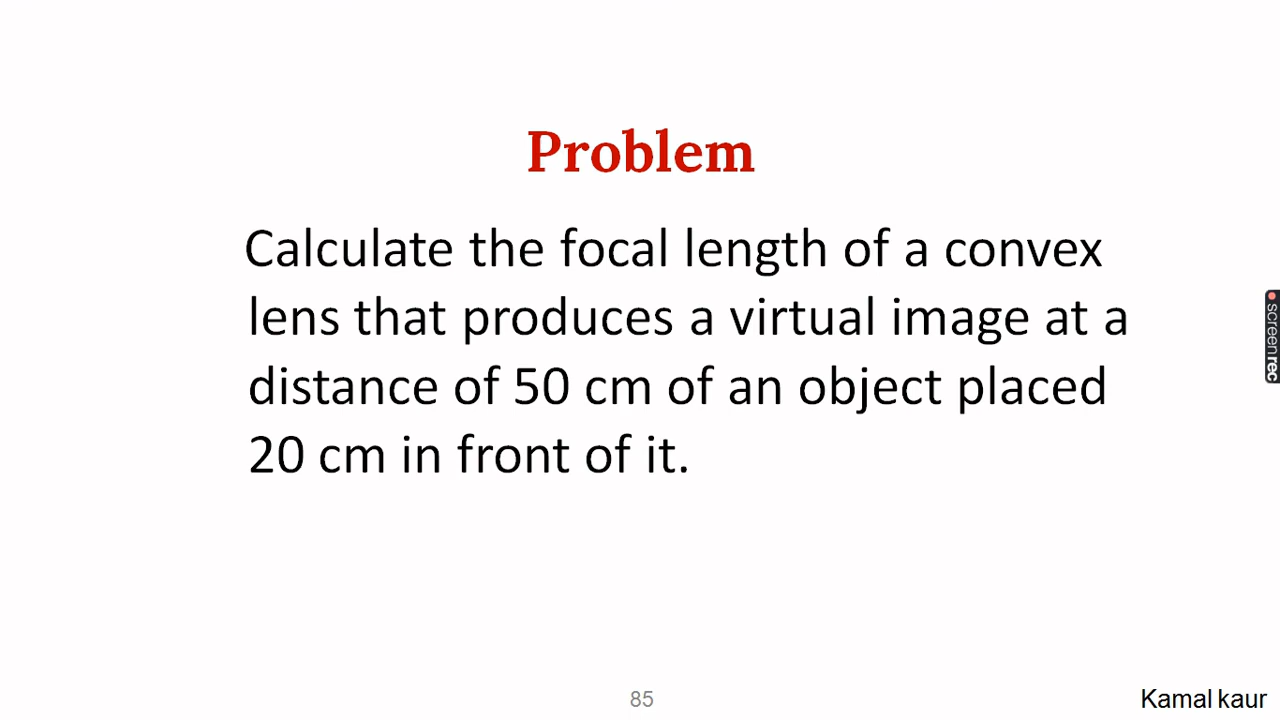 Problem
Calculate the focal length of a convex
lens that produces a virtual image at a
distance of 50 cm of an object placed
20 cm in front of it.
screenrec
85
Kamal kaur